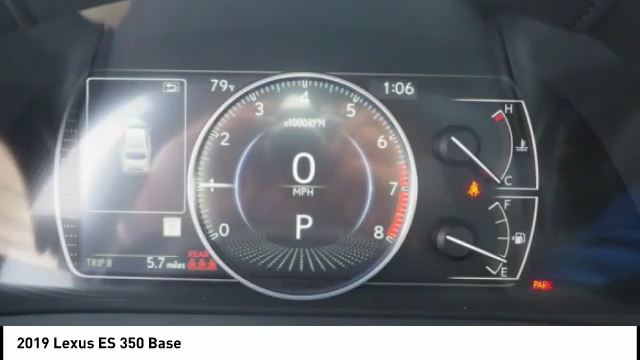 79°F
1:06
x1000RPM
0 1 2 3 4 5 6 7 8
0
MPH
P
H
C
F
E
TRIP B 5.7 miles
REAR
PARK
2019 Lexus ES 350 Base